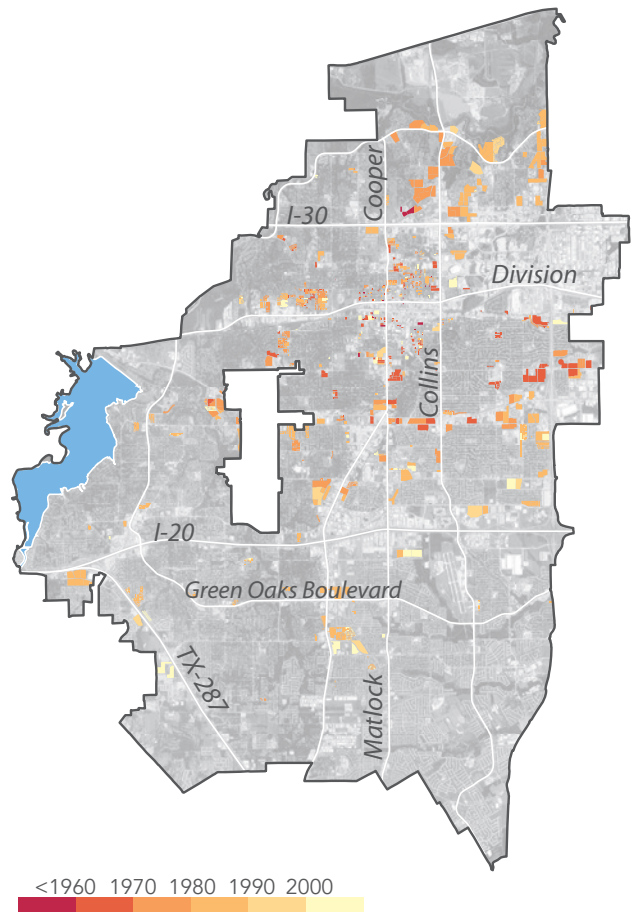 Cooper
I-30
Division
Collins
I-20
Green Oaks Boulevard
TX-287
Matlock
<1960 1970 1980 1990 2000